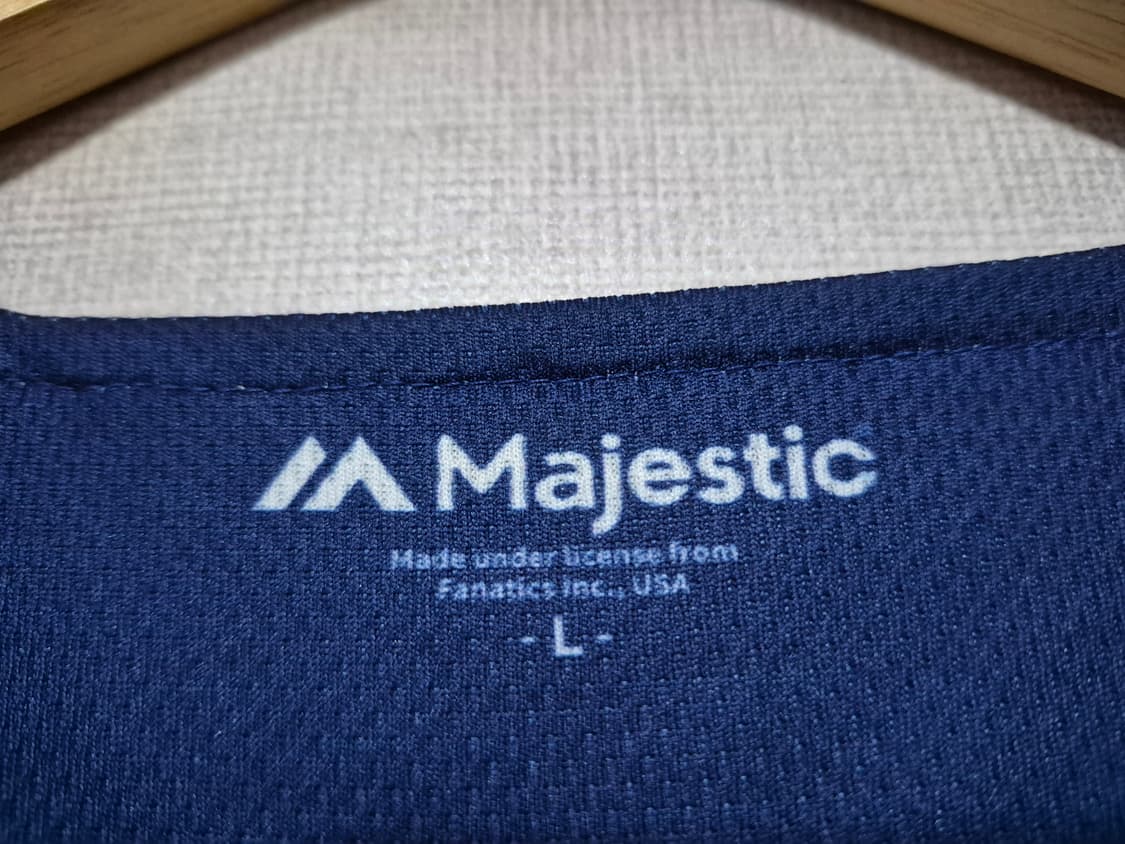 Majestic
Made under license from
Fanatics Inc., USA
- L -